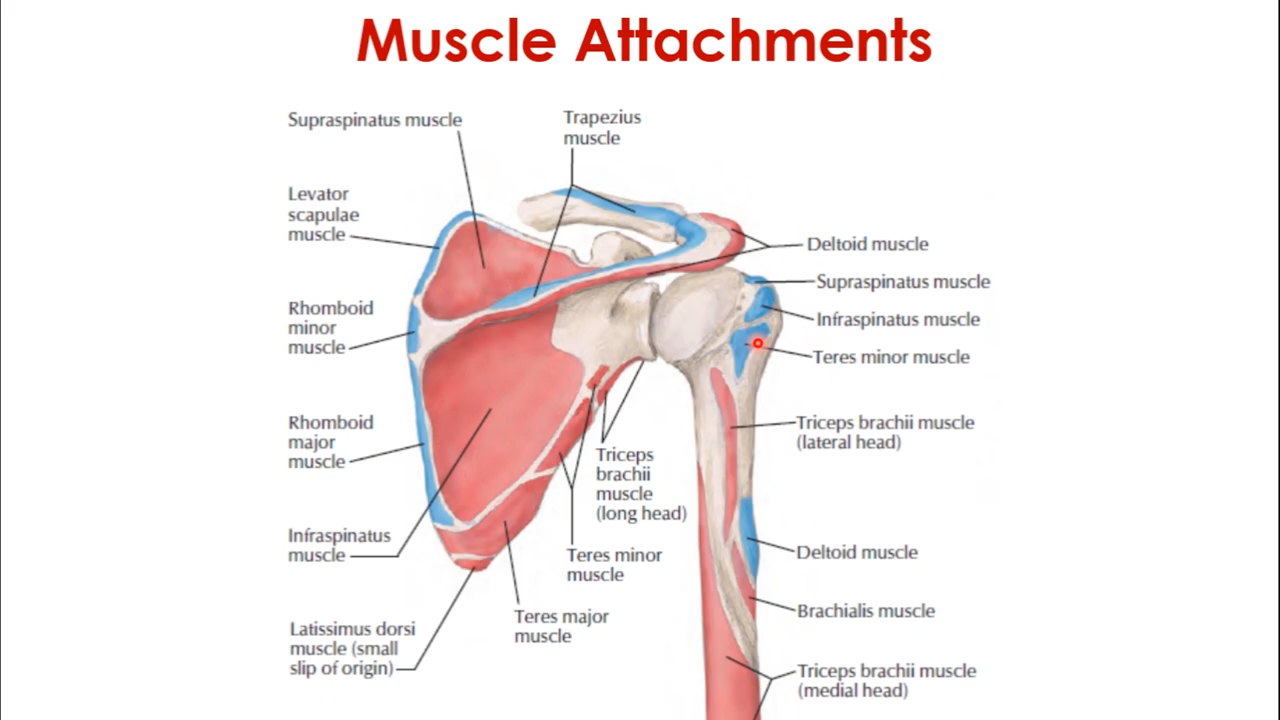 Muscle Attachments
Supraspinatus muscle
Trapezius
muscle
Levator
scapulae
muscle
Deltoid muscle
Supraspinatus muscle
Rhomboid
minor
muscle
Infraspinatus muscle
Teres minor muscle
Rhomboid
major
muscle
Triceps brachii muscle
(lateral head)
Triceps
brachii
muscle
(long head)
Infraspinatus
muscle
Teres minor
muscle
Deltoid muscle
Teres major
muscle
Brachialis muscle
Latissimus dorsi
muscle (small
slip of origin)
Triceps brachii muscle
(medial head)